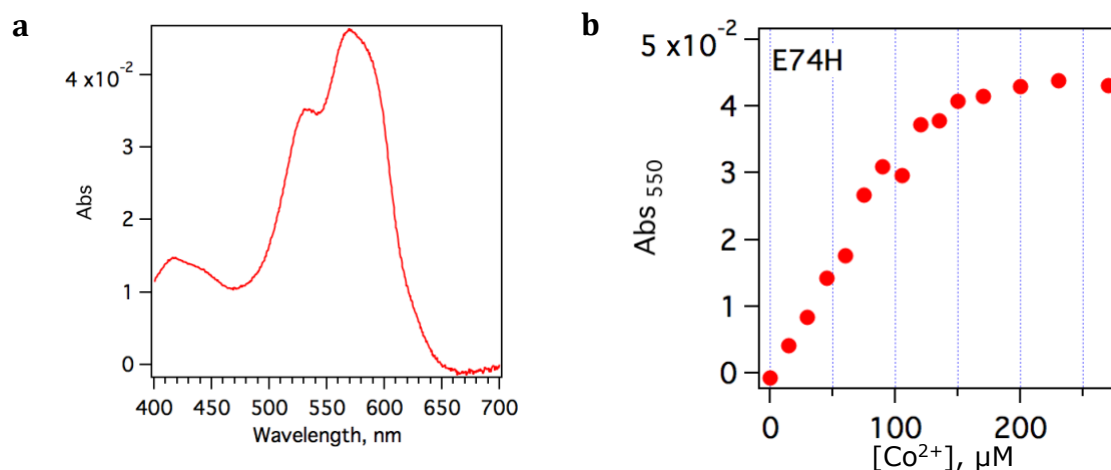 a
4 x10⁻²
3
2
1
0
Abs
400 450 500 550 600 650 700
Wavelength, nm
b
5 x10⁻²
E74H
4
3
2
1
0
Abs 550
0 100 200
[Co²⁺], µM